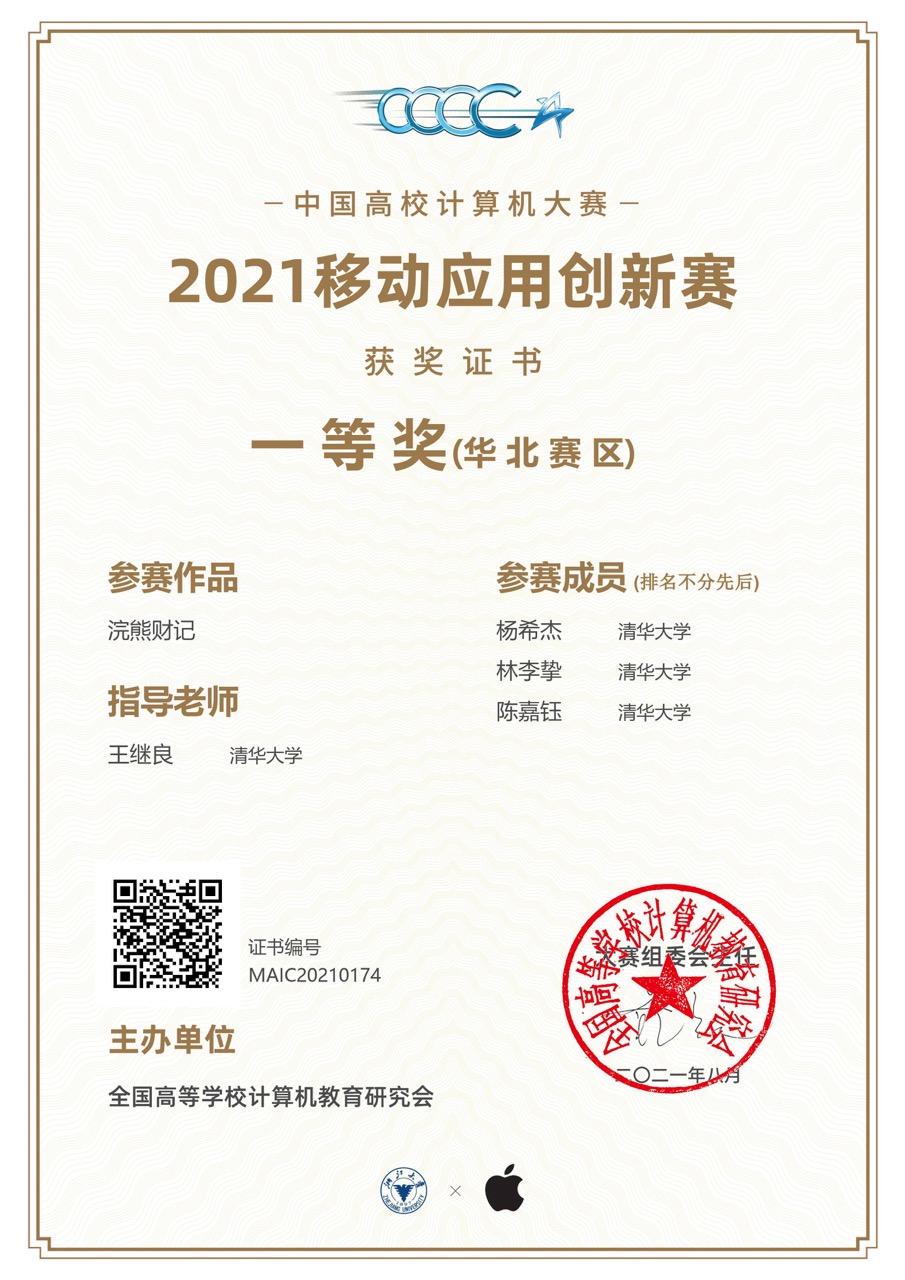 CCCC
中国高校计算机大赛
2021移动应用创新赛
获奖证书
一等奖(华北赛区)
参赛作品
浣熊财记
指导老师
王继良 清华大学
参赛成员(排名不分先后)
杨希杰 清华大学
林李挚 清华大学
陈嘉钰 清华大学
证书编号
MAIC20210174
主办单位
全国高等学校计算机教育研究会
全国高等学校计算机教育研究会
大赛组委会主任
二〇二一年八月
浙江大学
ZHEJIANG UNIVERSITY
1897
×